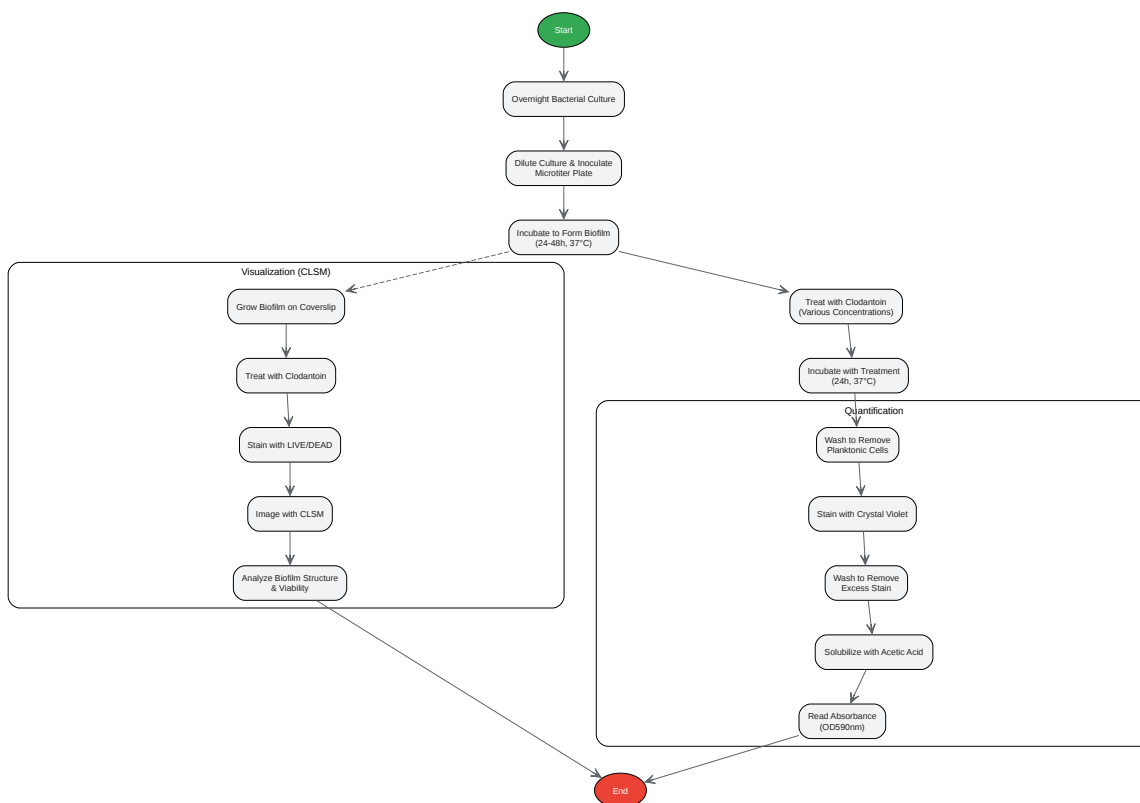 Start
Overnight Bacterial Culture
Dilute Culture & Inoculate
Microtiter Plate
Incubate to Form Biofilm
(24-48h, 37°C)
Visualization (CLSM)
Grow Biofilm on Coverslip
Treat with Clodantoin
Stain with LIVE/DEAD
Image with CLSM
Analyze Biofilm Structure
& Viability
Treat with Clodantoin
(Various Concentrations)
Incubate with Treatment
(24h, 37°C)
Quantification
Wash to Remove
Planktonic Cells
Stain with Crystal Violet
Wash to Remove
Excess Stain
Solubilize with Acetic Acid
Read Absorbance
(OD590nm)
End